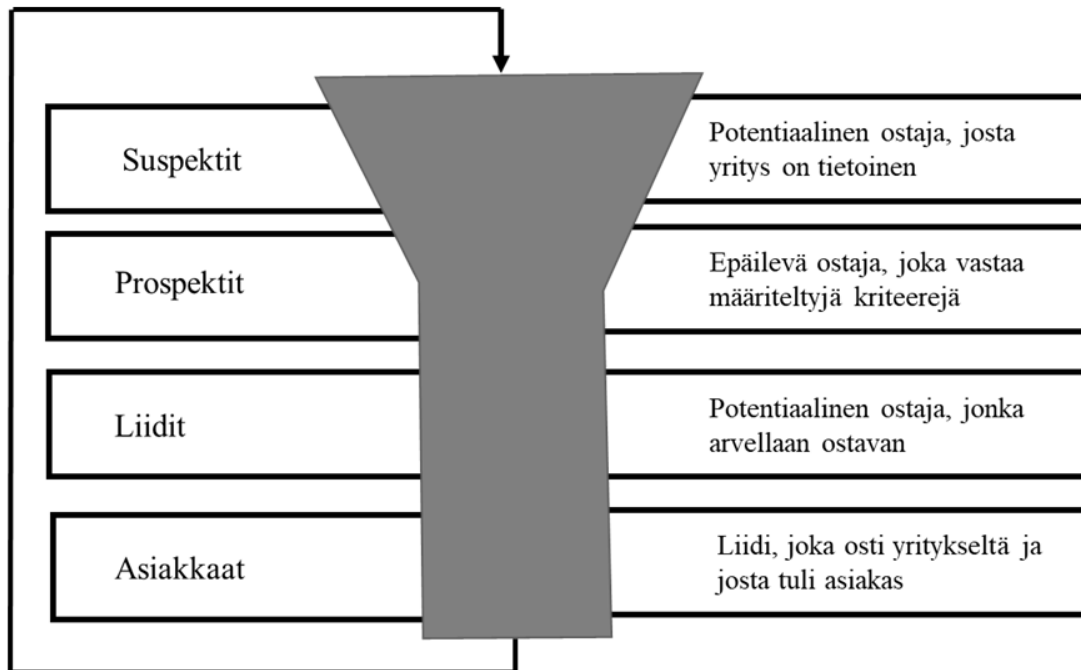 Suspektit
Potentiaalinen ostaja, josta
yritys on tietoinen
Prospektit
Epäilevä ostaja, joka vastaa
määriteltyjä kriteerejä
Liidit
Potentiaalinen ostaja, jonka
arvellaan ostavan
Asiakkaat
Liidi, joka osti yritykseltä ja
josta tuli asiakas